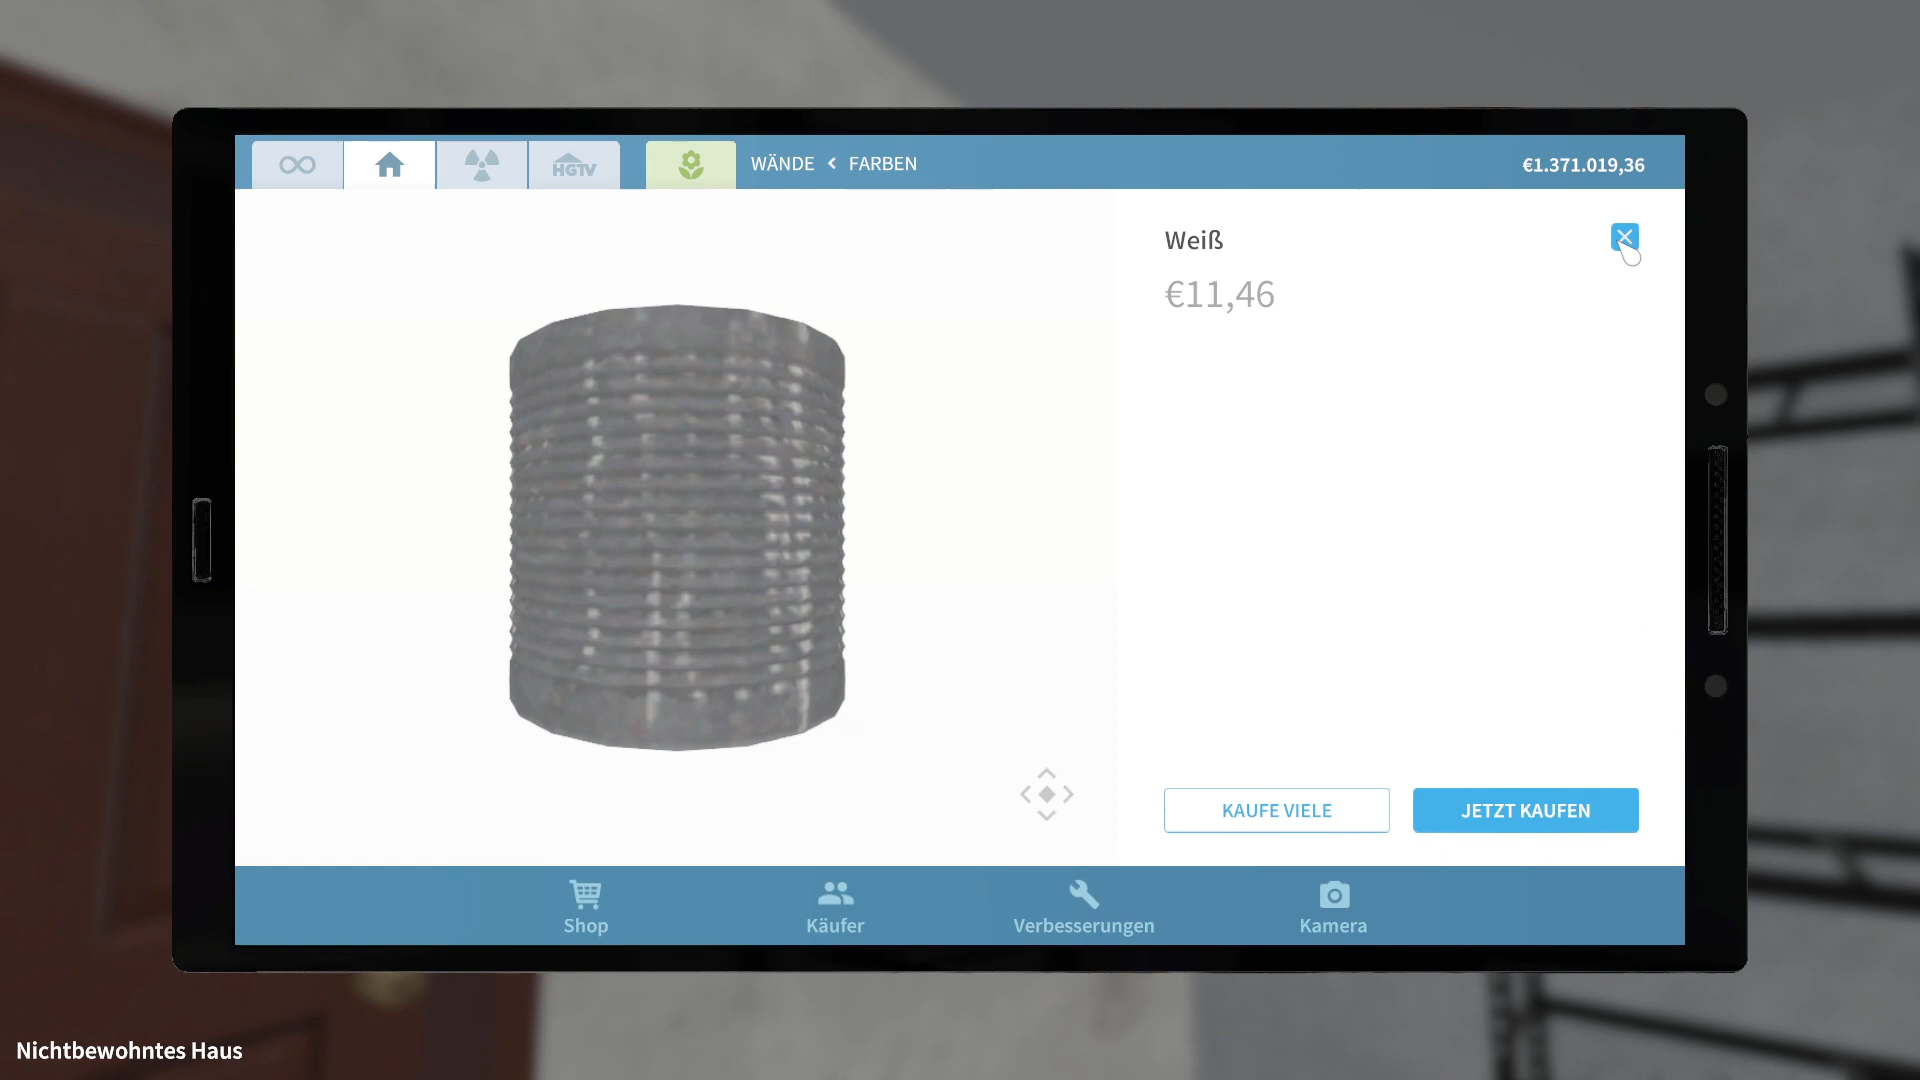 HGTV
WÄNDE < FARBEN
€1.371.019,36
Weiß
€11,46
KAUFE VIELE
JETZT KAUFEN
Shop
Käufer
Verbesserungen
Kamera
Nichtbewohntes Haus